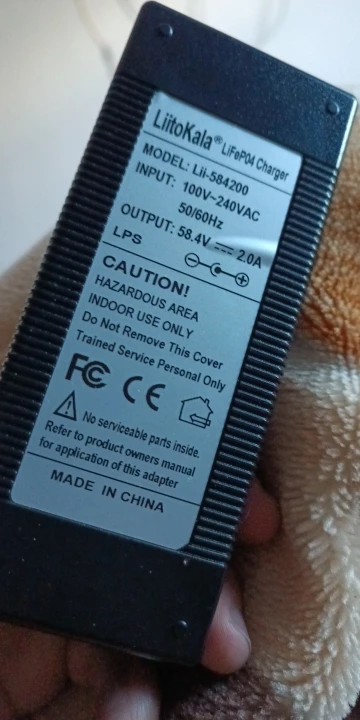 LiitoKala® LiFePO4 Charger
MODEL: Lii-584200
INPUT: 100V~240VAC
50/60Hz
OUTPUT: 58.4V ⎓ 2.0A
LPS
CAUTION!
HAZARDOUS AREA
INDOOR USE ONLY
Do Not Remove This Cover
Trained Service Personal Only
FC CE
No serviceable parts inside.
Refer to product owners manual
for application of this adapter
MADE IN CHINA